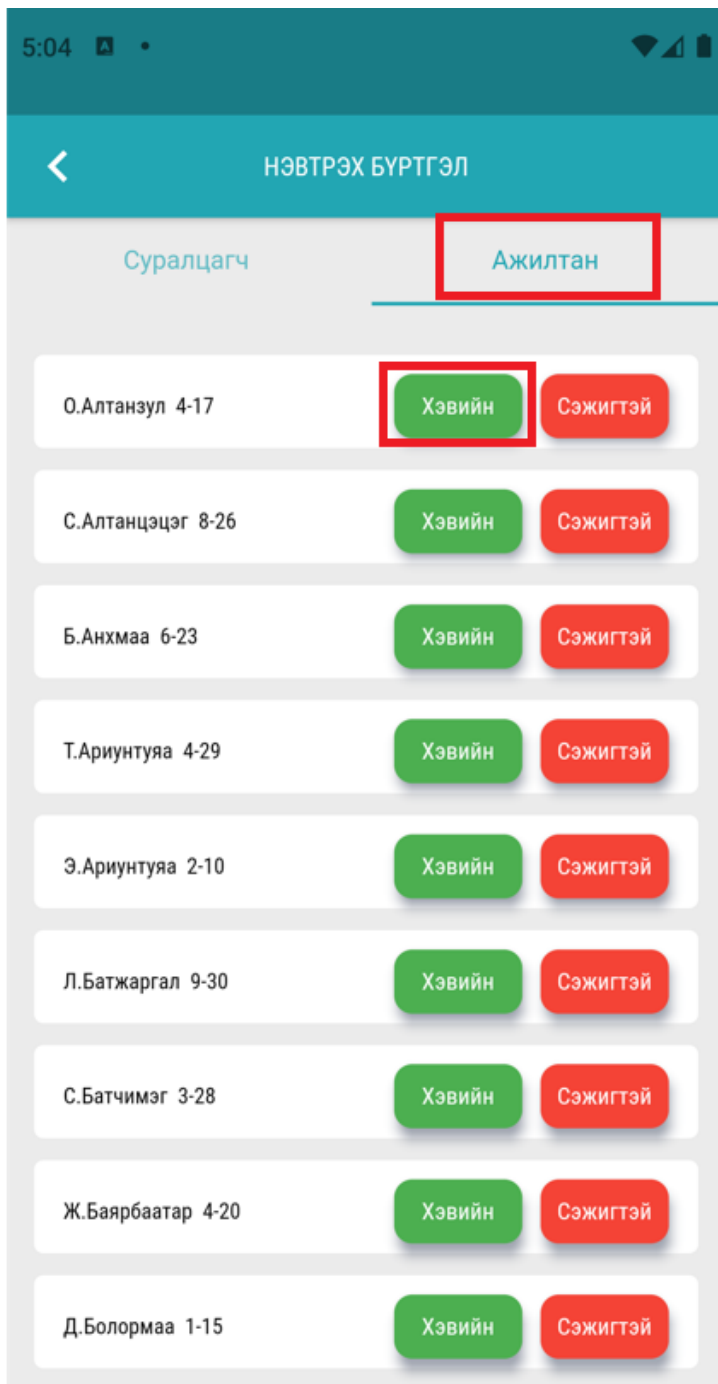 5:04
НЭВТРЭХ БҮРТГЭЛ
Суралцагч Ажилтан
О.Алтанзул 4-17 Хэвийн Сэжигтэй
С.Алтанцэцэг 8-26 Хэвийн Сэжигтэй
Б.Анхмаа 6-23 Хэвийн Сэжигтэй
Т.Ариунтуяа 4-29 Хэвийн Сэжигтэй
Э.Ариунтуяа 2-10 Хэвийн Сэжигтэй
Л.Батжаргал 9-30 Хэвийн Сэжигтэй
С.Батчимэг 3-28 Хэвийн Сэжигтэй
Ж.Баярбаатар 4-20 Хэвийн Сэжигтэй
Д.Болормаа 1-15 Хэвийн Сэжигтэй